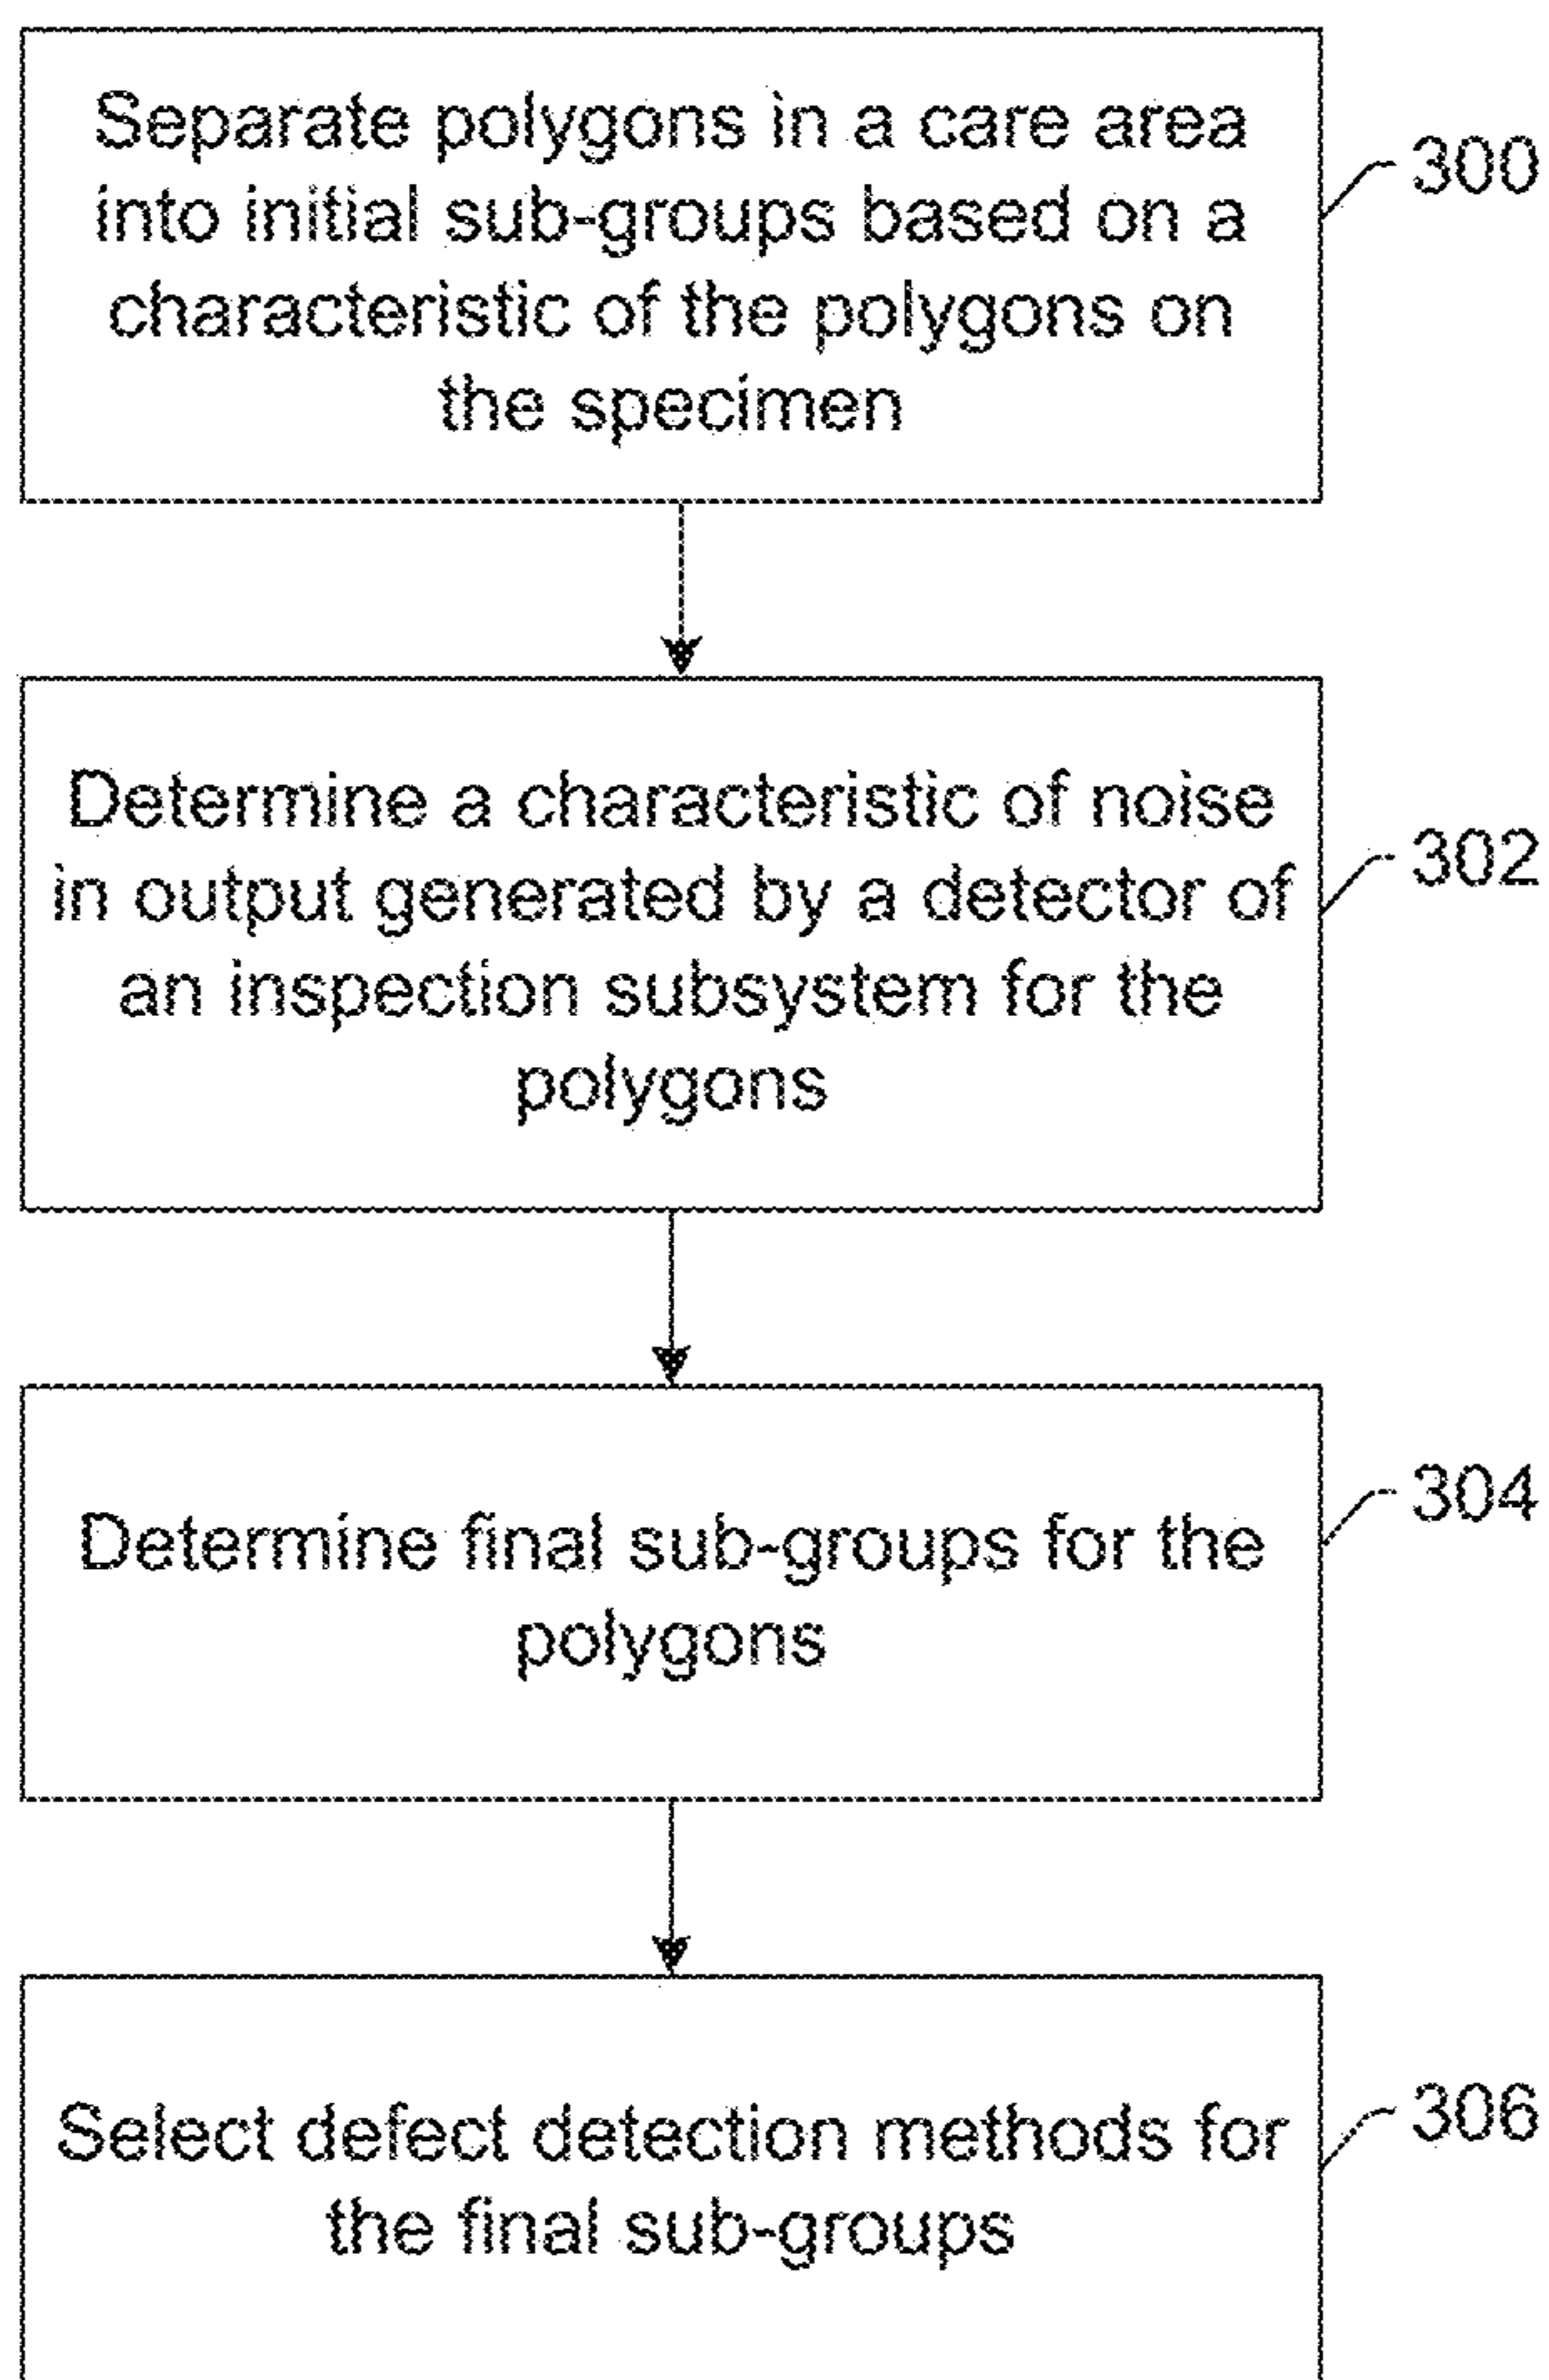 Separate polygons in a care area
into initial sub-groups based on a
characteristic of the polygons on
the specimen
300
Determine a characteristic of noise
in output generated by a detector of
an inspection subsystem for the
polygons
302
Determine final sub-groups for the
polygons
304
Select defect detection methods for
the final sub-groups
306